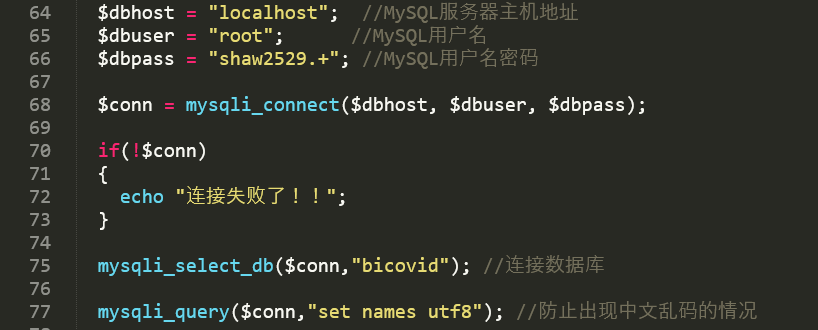 64 $dbhost = "localhost"; //MySQL服务器主机地址
65 $dbuser = "root"; //MySQL用户名
66 $dbpass = "shaw2529.+"; //MySQL用户名密码
67
68 $conn = mysqli_connect($dbhost, $dbuser, $dbpass);
69
70 if(!$conn)
71 {
72 echo "连接失败了！！";
73 }
74
75 mysqli_select_db($conn,"bicovid"); //连接数据库
76
77 mysqli_query($conn,"set names utf8"); //防止出现中文乱码的情况